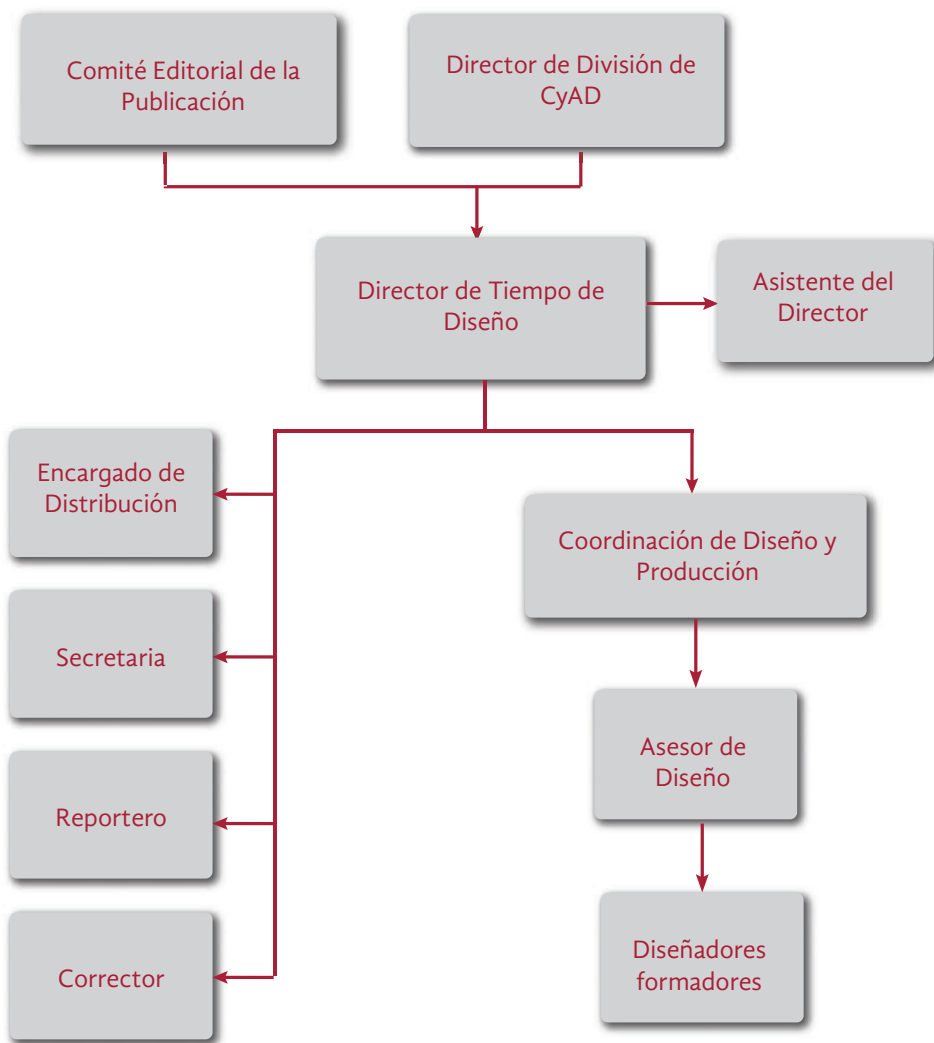 Comité Editorial de la
Publicación
Director de División de
CyAD
Director de Tiempo de
Diseño
Asistente del
Director
Encargado de
Distribución
Coordinación de Diseño y
Producción
Secretaria
Asesor de
Diseño
Reportero
Diseñadores
formadores
Corrector